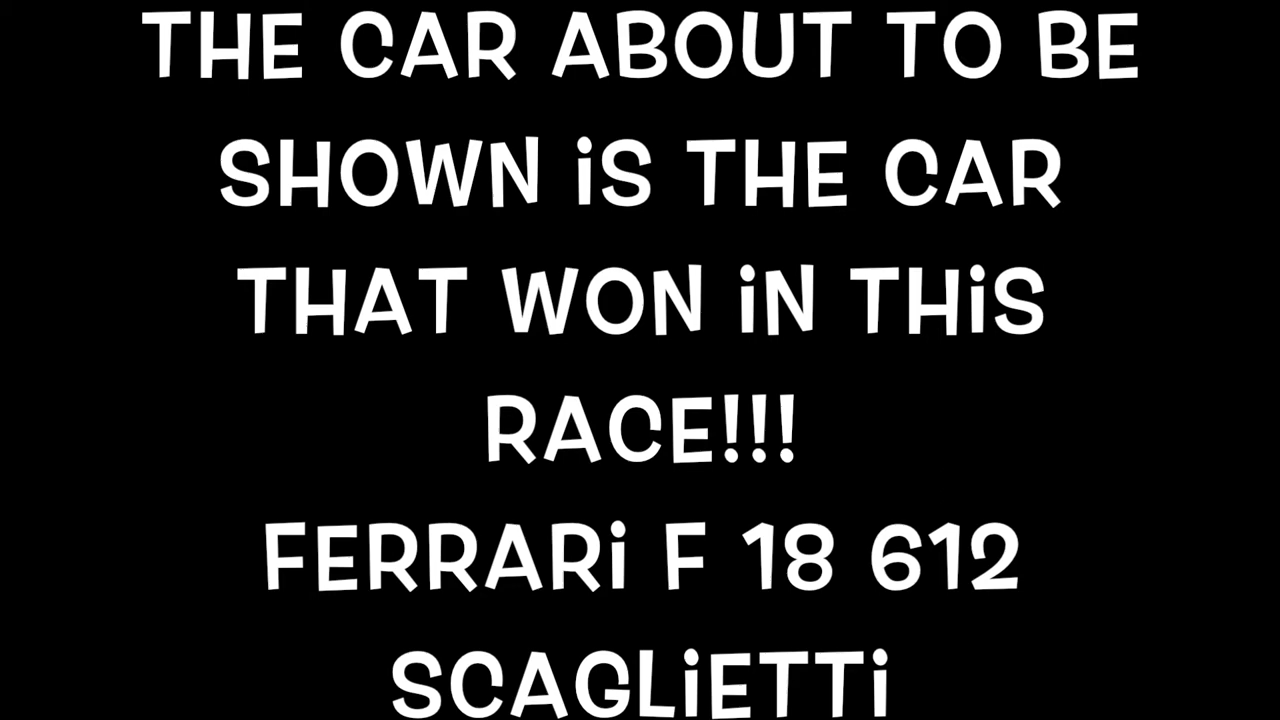 THE CAR ABOUT TO BE
SHOWN iS THE CAR
THAT WON iN THiS
RACE!!!
FERRARi F 18 612
SCAGLiETTi